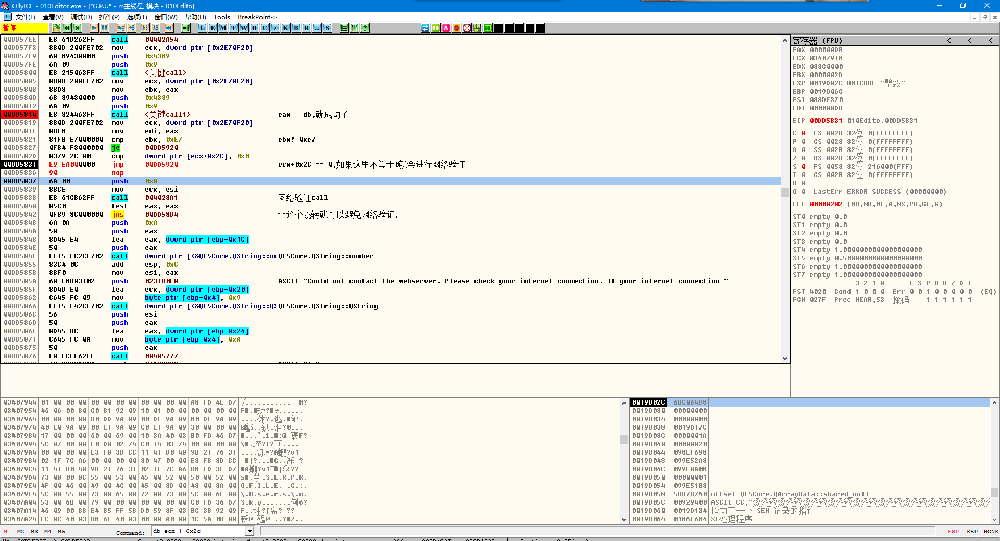 OllyICE - 010Editor.exe - [*G.P.U* - m主线程, 模块 - 010Edito]
文件(F) 查看(V) 调试(D) 插件(P) 选项(T) 窗口(W) 帮助(H) Tools BreakPoint->
暂停 L E M T W H C / K B R ... S ?
00DD57EE E8 61D262FF call 00402A54
00DD57F3 8B0D 200FE702 mov ecx, dword ptr [0x2E70F20]
00DD57F9 68 89430000 push 0x4389
00DD57FE 6A 09 push 0x9
00DD5800 E8 215063FF call <关键call>
00DD5805 8B0D 200FE702 mov ecx, dword ptr [0x2E70F20]
00DD580B 8BD8 mov ebx, eax
00DD580D 68 89430000 push 0x4389
00DD5812 6A 09 push 0x9
00DD5814 E8 824463FF call <关键call1> eax = db,就成功了
00DD5819 8B0D 200FE702 mov ecx, dword ptr [0x2E70F20]
00DD581F 8BF8 mov edi, eax
00DD5821 81FB E7000000 cmp ebx, 0xE7 ebx!=0xe7
00DD5827 0F84 F3000000 je 00DD5920
00DD582D 8379 2C 00 cmp dword ptr [ecx+0x2C], 0x0
00DD5831 E9 EA000000 jmp 00DD5920 ecx+0x2C == 0,如果这里不等于0就会进行网络验证
00DD5836 90 nop
00DD5837 6A 00 push 0x0
00DD5839 8BCE mov ecx, esi
00DD583B E8 61CB62FF call 004023A1 网络验证call
00DD5840 85C0 test eax, eax
00DD5842 0F89 8C000000 jns 00DD58D4 让这个跳转就可以避免网络验证,
00DD5848 6A 0A push 0xA
00DD584A 50 push eax
00DD584B 8D45 E4 lea eax, dword ptr [ebp-0x1C]
00DD584E 50 push eax
00DD584F FF15 FC2CE702 call dword ptr [<&Qt5Core.QString::nu Qt5Core.QString::number
00DD5855 83C4 0C add esp, 0xC
00DD5858 8BF0 mov esi, eax
00DD585A 68 F8D03102 push 0231D0F8 ASCII "Could not contact the webserver. Please check your internet connection. If your internet connection "
00DD585F 8D4D E0 lea ecx, dword ptr [ebp-0x20]
00DD5862 C645 FC 09 mov byte ptr [ebp-0x4], 0x9
00DD5866 FF15 F42CE702 call dword ptr [<&Qt5Core.QString::QS Qt5Core.QString::QString
00DD586C 56 push esi
00DD586D 50 push eax
00DD586E 8D45 DC lea eax, dword ptr [ebp-0x24]
00DD5871 C645 FC 0A mov byte ptr [ebp-0x4], 0xA
00DD5875 50 push eax
00DD5876 E8 FCFE62FF call 00405777
寄存器 (FPU) < < <
EAX 000000DB
ECX 03407918
EDX 033C0000
EBX 0000002D
ESP 0019D02C UNICODE "擘毀"
EBP 0019D06C
ESI 033DE370
EDI 000000DB
EIP 00DD5831 010Edito.00DD5831
C 0 ES 002B 32位 0(FFFFFFFF)
P 0 CS 0023 32位 0(FFFFFFFF)
A 0 SS 002B 32位 0(FFFFFFFF)
Z 0 DS 002B 32位 0(FFFFFFFF)
S 0 FS 0053 32位 216000(FFF)
T 0 GS 002B 32位 0(FFFFFFFF)
D 0
O 0 LastErr ERROR_SUCCESS (00000000)
EFL 00000202 (NO,NB,NE,A,NS,PO,GE,G)
ST0 empty 0.0
ST1 empty 0.0
ST2 empty 0.0
ST3 empty 0.0
ST4 empty 1.0000000000000000000
ST5 empty 0.5000000000000000000
ST6 empty 1.0000000000000000000
ST7 empty 1.0000000000000000000
3 2 1 0 E S P U O Z D I
FST 4020 Cond 1 0 0 0 Err 0 0 1 0 0 0 0 0 (EQ)
FCW 027F Prec NEAR,53 掩码 1 1 1 1 1 1
03407944 01 00 00 00 00 00 00 00 00 00 00 00 A8 FD 4E D7
03407954 46 06 00 80 C0 B1 92 09 10 01 00 00 00 00 00 00
03407964 00 00 00 00 D0 DD 9A 09 00 DE 9A 09 80 DF 9A 09
03407974 40 E0 9A 09 00 E1 9A 09 C0 E1 9A 09 30 00 00 00
03407984 17 00 00 00 60 00 69 00 10 3A 40 03 B0 FD 46 D7
03407994 5C 07 00 88 E0 D0 02 74 C0 14 03 74 00 00 00 00
034079A4 00 00 00 00 E3 F8 3D CC 11 41 D0 48 9B 21 76 31
034079B4 02 1F 7C A6 00 00 00 00 80 47 00 00 E3 F8 3D CC
034079C4 11 41 D0 48 9B 21 76 31 02 1F 7C A6 B8 FD 3E D7
034079D4 73 08 00 8C 55 00 53 00 45 00 52 00 50 00 52 00
034079E4 4F 00 46 00 49 00 4C 00 45 00 3D 00 43 00 3A 00 O.F.I.L.E.=.C.:.
034079F4 5C 00 55 00 73 00 65 00 72 00 73 00 5C 00 6E 00 \.U.s.e.r.s.\.n.
03407A04 53 00 6B 00 79 00 00 00 00 00 00 00 C0 FD 36 D7 S.k.y.......例6?
03407A14 46 09 00 88 E4 B5 FF 5B D0 59 3F 03 BC 3B 92 09
03407A24 EC 8C 40 03 D8 6E 40 03 00 00 A0 00 1C 5A 0D 00
0019D02C 6BC064D8
0019D030 00000000
0019D034 00000000
0019D038 0019D17C
0019D03C 0000001A
0019D040 00000020
0019D044 098EF698
0019D048 099E52A8
0019D04C 099F8A08
0019D050 00000001
0019D054 099E5188
0019D058 5BB7B740 offset Qt5Core.QArrayData::shared_null
0019D05C 00929400 ASCII CC,"烫烫烫烫烫烫烫烫烫烫烫烫烫烫烫烫烫烫烫烫烫烫烫烫烫烫烫烫
0019D060 0019D134 指向下一个 SEH 记录的指针
0019D064 0186F684 SE处理程序
M1 M2 M3 M4 M5 Command: db ecx + 0x2c ESP EBP NONE